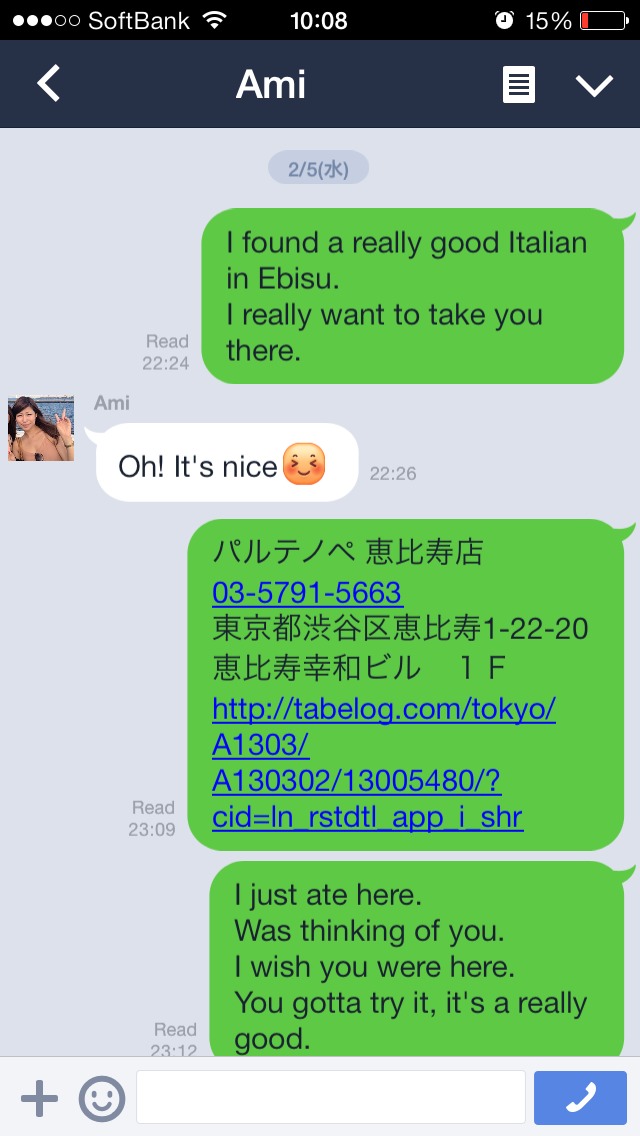 SoftBank 10:08 15%
Ami
2/5(水)
I found a really good Italian
in Ebisu.
I really want to take you
there.
Read
22:24
Ami
Oh! It's nice
22:26
パルテノペ 恵比寿店
03-5791-5663
東京都渋谷区恵比寿1-22-20
恵比寿幸和ビル　１Ｆ
http://tabelog.com/tokyo/
A1303/
A130302/13005480/?
cid=ln_rstdtl_app_i_shr
Read
23:09
I just ate here.
Was thinking of you.
I wish you were here.
You gotta try it, it's a really
good.
Read
23:12